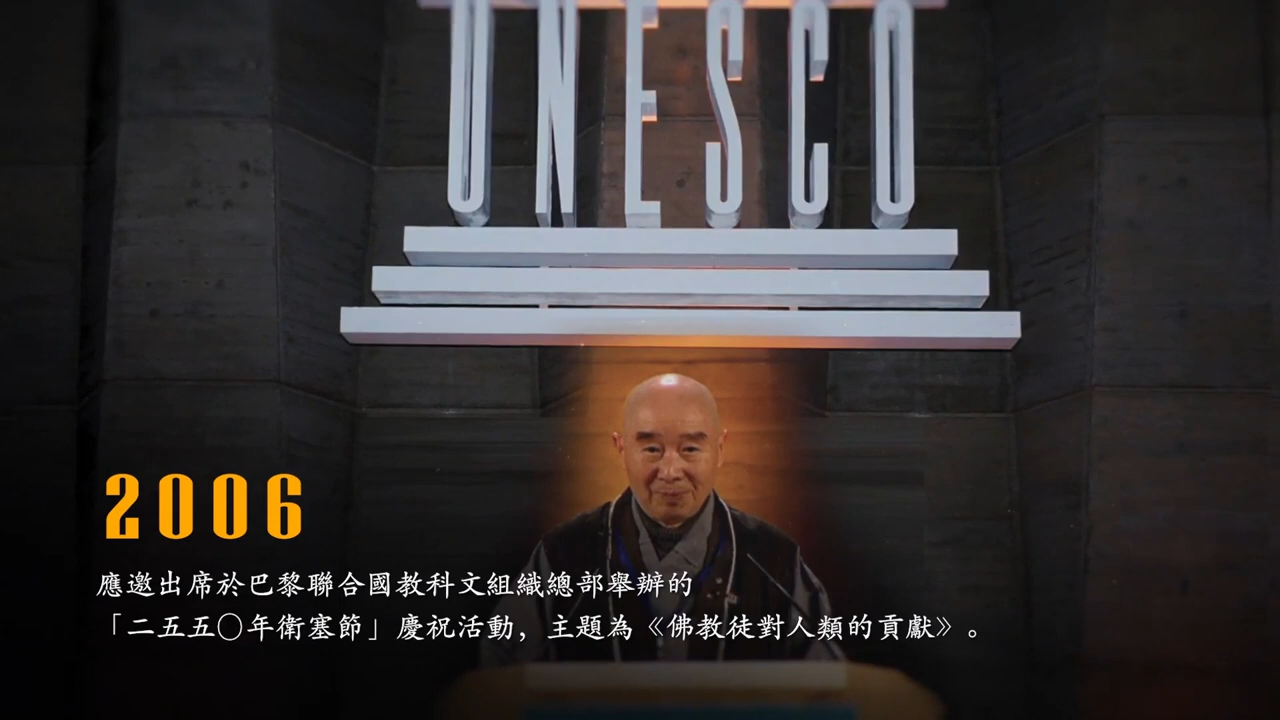 UNESCO
2006
應邀出席於巴黎聯合國教科文組織總部舉辦的
「二五五〇年衛塞節」慶祝活動，主題為《佛教徒對人類的貢獻》。